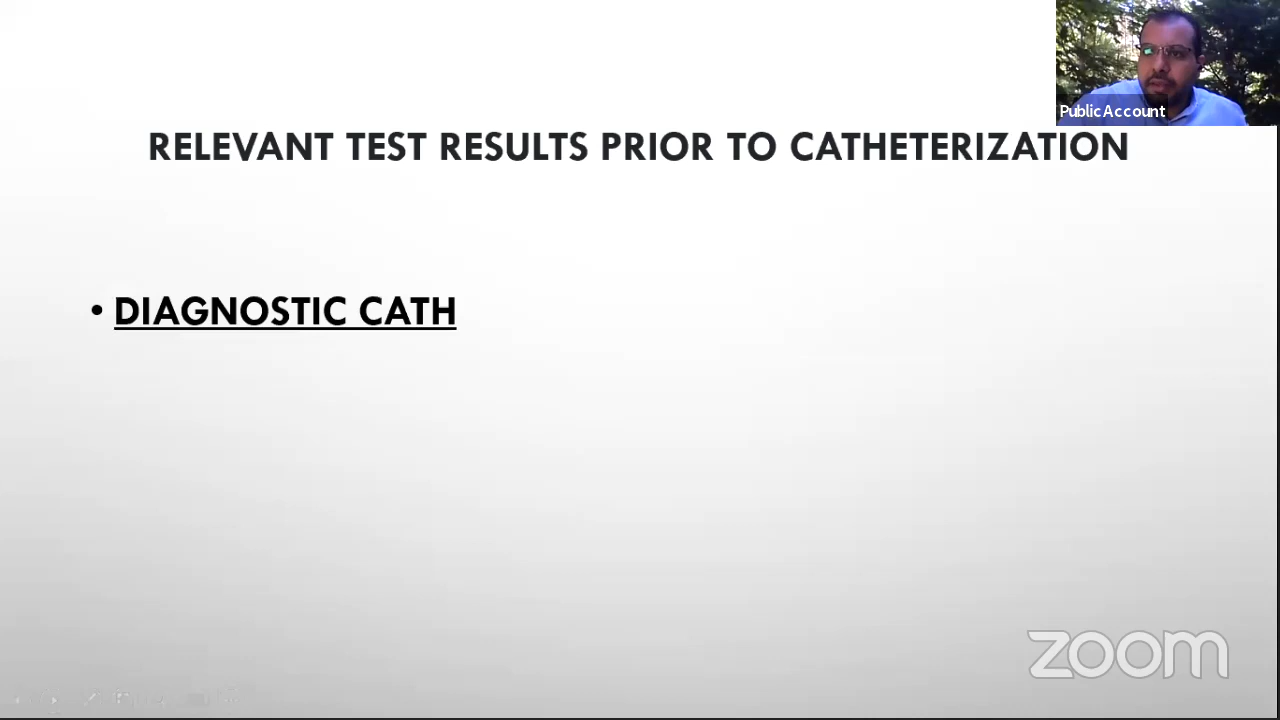 Public Account
RELEVANT TEST RESULTS PRIOR TO CATHETERIZATION
• DIAGNOSTIC CATH
zoom